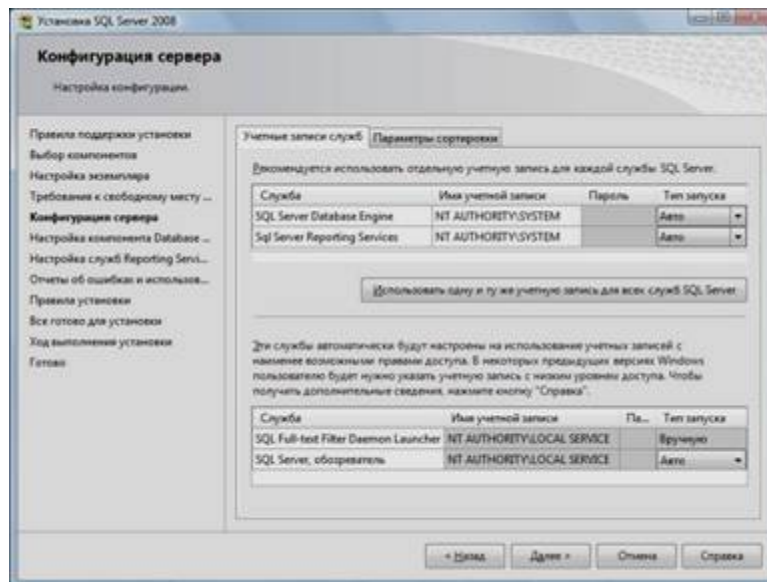 Установка SQL Server 2008
Конфигурация сервера
Настройка конфигурации.
Правила поддержки установки
Выбор компонентов
Настройка экземпляра
Требования к свободному месту ...
Конфигурация сервера
Настройка компонента Database ...
Настройка служб Reporting Servi...
Отчеты об ошибках и использов...
Правила установки
Все готово для установки
Ход выполнения установки
Готово
Учетные записи служб Параметры сортировки
Рекомендуется использовать отдельную учетную запись для каждой службы SQL Server.
Служба Имя учетной записи Пароль Тип запуска
SQL Server Database Engine NT AUTHORITY\SYSTEM Авто
Sql Server Reporting Services NT AUTHORITY\SYSTEM Авто
Использовать одну и ту же учетную запись для всех служб SQL Server
Эти службы автоматически будут настроены на использование учетных записей с
наименее возможными правами доступа. В некоторых предыдущих версиях Windows
пользователю будет нужно указать учетную запись с низким уровнем доступа. Чтобы
получить дополнительные сведения, нажмите кнопку "Справка".
Служба Имя учетной записи Па... Тип запуска
SQL Full-text Filter Daemon Launcher NT AUTHORITY\LOCAL SERVICE Вручную
SQL Server, обозреватель NT AUTHORITY\LOCAL SERVICE Авто
< Назад Далее > Отмена Справка